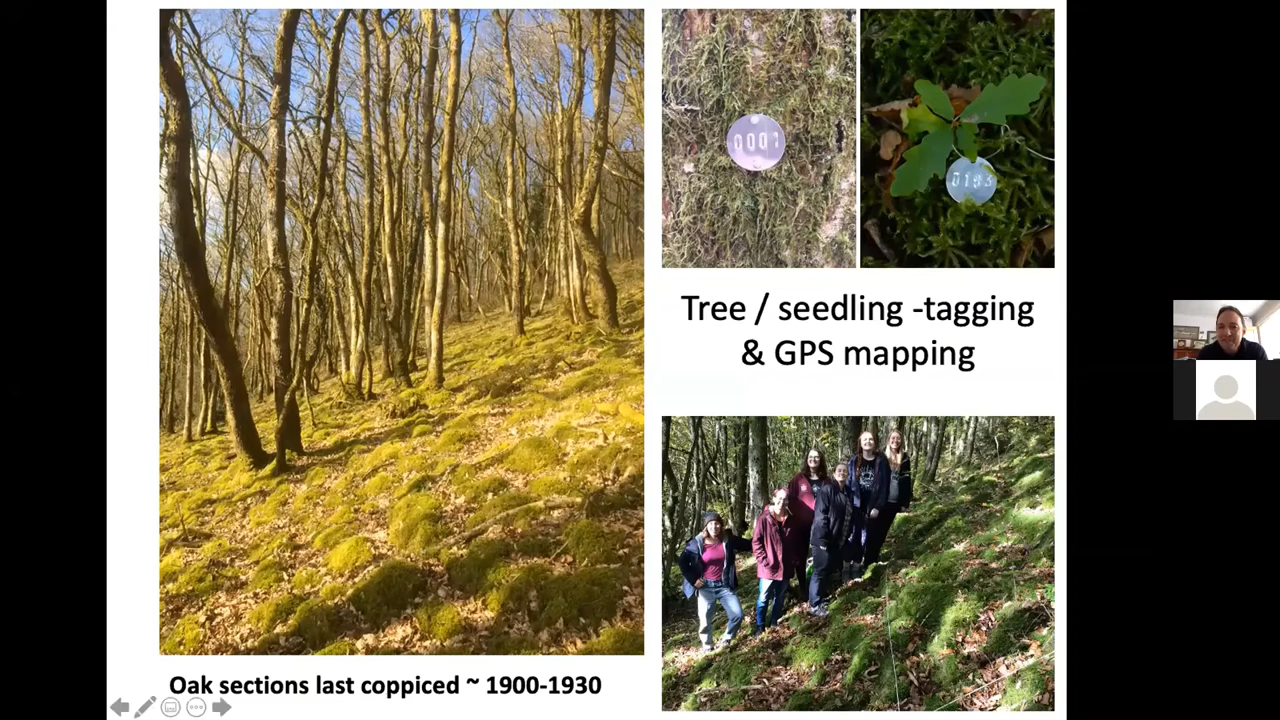 0001
Tree / seedling -tagging
& GPS mapping
Oak sections last coppiced ~ 1900-1930